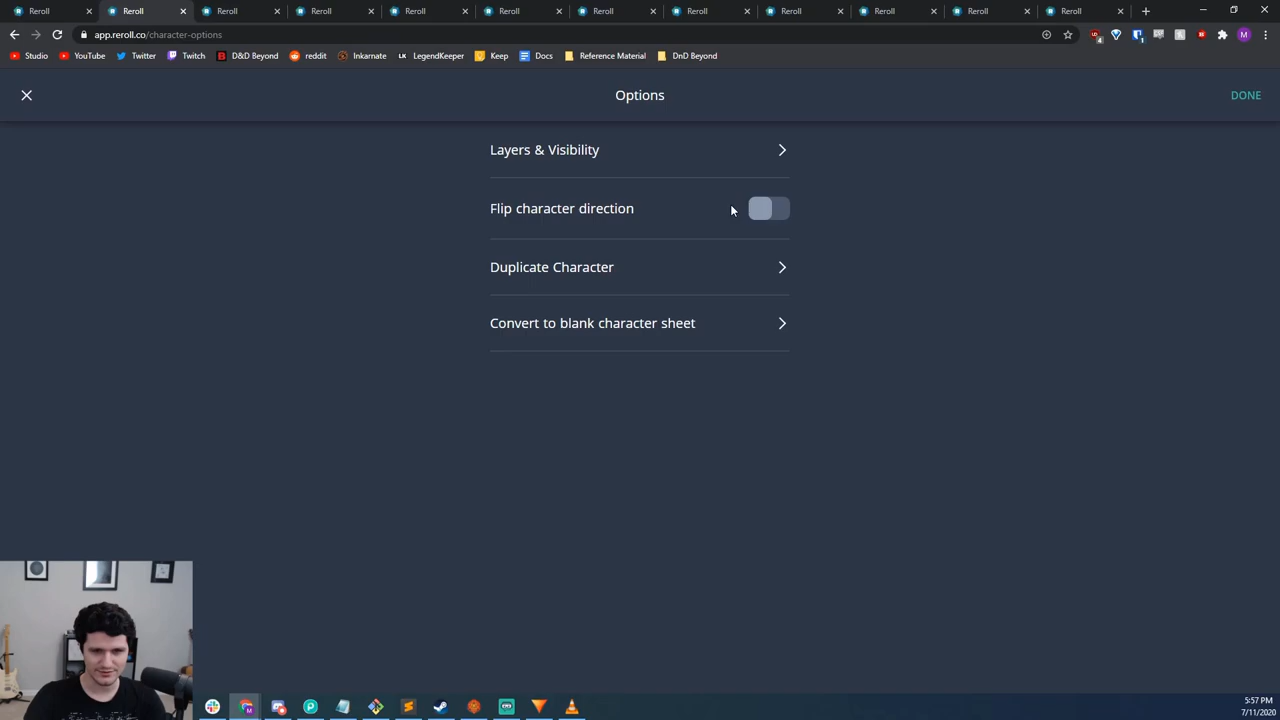 Reroll Reroll Reroll Reroll Reroll Reroll Reroll Reroll Reroll Reroll Reroll Reroll
app.reroll.co/character-options
Studio YouTube Twitter Twitch D&D Beyond reddit Inkarnate LK LegendKeeper Keep Docs Reference Material DnD Beyond
Options DONE
Layers & Visibility
Flip character direction
Duplicate Character
Convert to blank character sheet
5:57 PM
7/11/2020